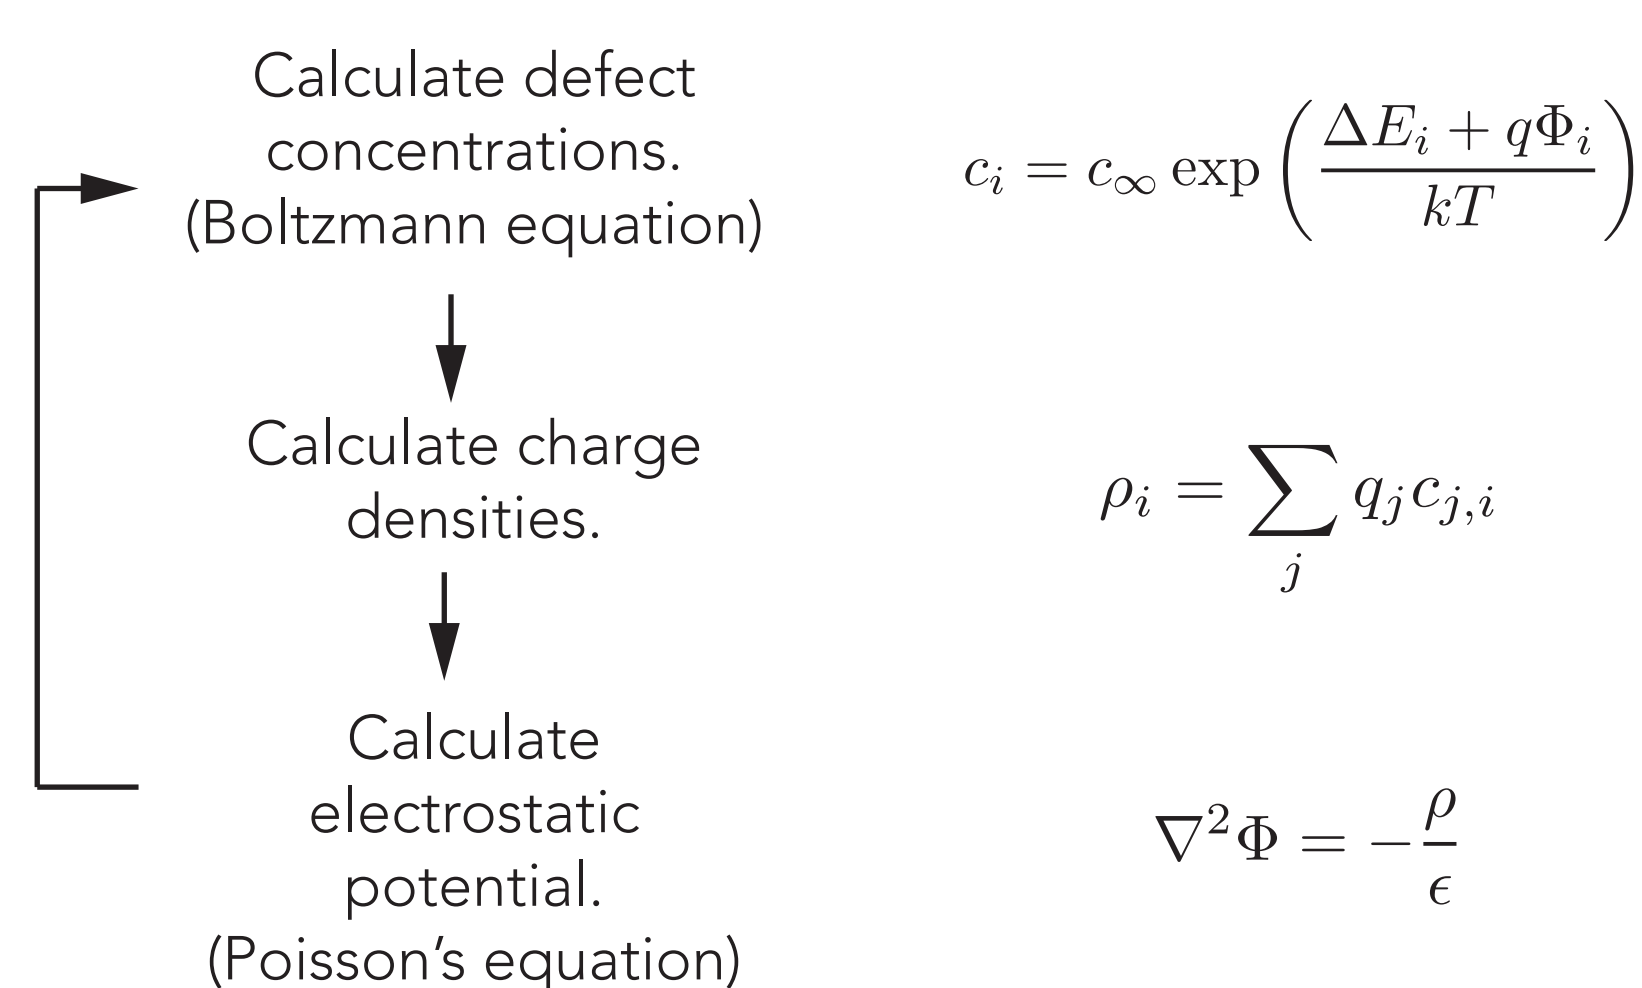 Calculate defect
concentrations.
(Boltzmann equation)
c_i = c_∞ exp ( (ΔE_i + qΦ_i) / kT )
Calculate charge
densities.
ρ_i = ∑_j q_j c_{j,i}
Calculate
electrostatic
potential.
(Poisson’s equation)
∇²Φ = −ρ/ϵ